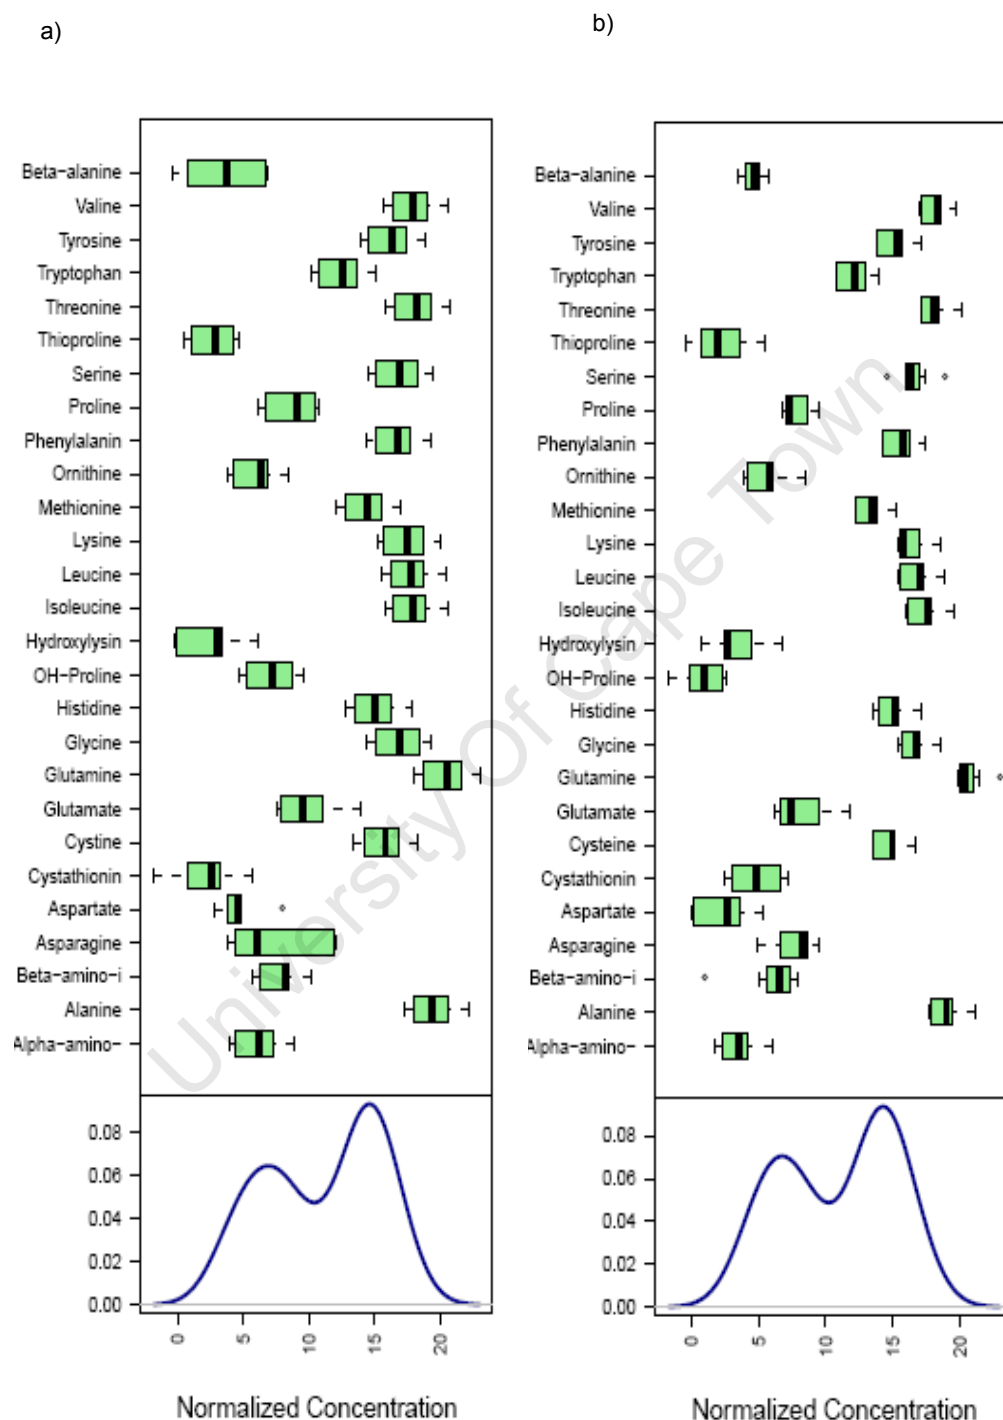 a)
Beta-alanine
Valine
Tyrosine
Tryptophan
Threonine
Thioproline
Serine
Proline
Phenylalanin
Ornithine
Methionine
Lysine
Leucine
Isoleucine
Hydroxylysin
OH-Proline
Histidine
Glycine
Glutamine
Glutamate
Cystine
Cystathionin
Aspartate
Asparagine
Beta-amino-i
Alanine
Alpha-amino-
0.08
0.06
0.04
0.02
0.00
0 5 10 15 20
Normalized Concentration
b)
Beta-alanine
Valine
Tyrosine
Tryptophan
Threonine
Thioproline
Serine
Proline
Phenylalanin
Ornithine
Methionine
Lysine
Leucine
Isoleucine
Hydroxylysin
OH-Proline
Histidine
Glycine
Glutamine
Glutamate
Cysteine
Cystathionin
Aspartate
Asparagine
Beta-amino-i
Alanine
Alpha-amino-
0.08
0.06
0.04
0.02
0.00
0 5 10 15 20
Normalized Concentration
University Of Cape Town